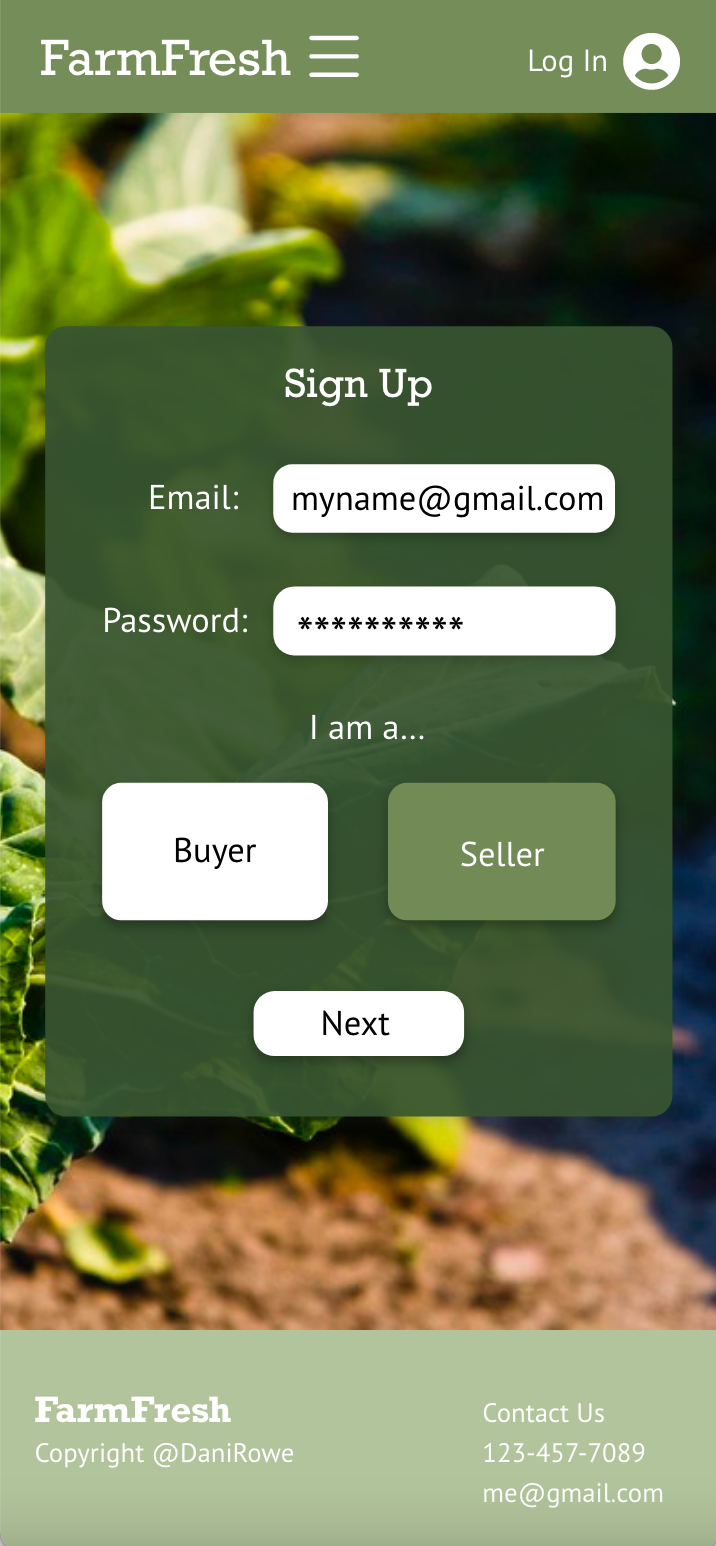 FarmFresh
Log In
Sign Up
Email: myname@gmail.com
Password: **********
I am a...
Buyer
Seller
Next
FarmFresh
Copyright @DaniRowe
Contact Us
123-457-7089
me@gmail.com